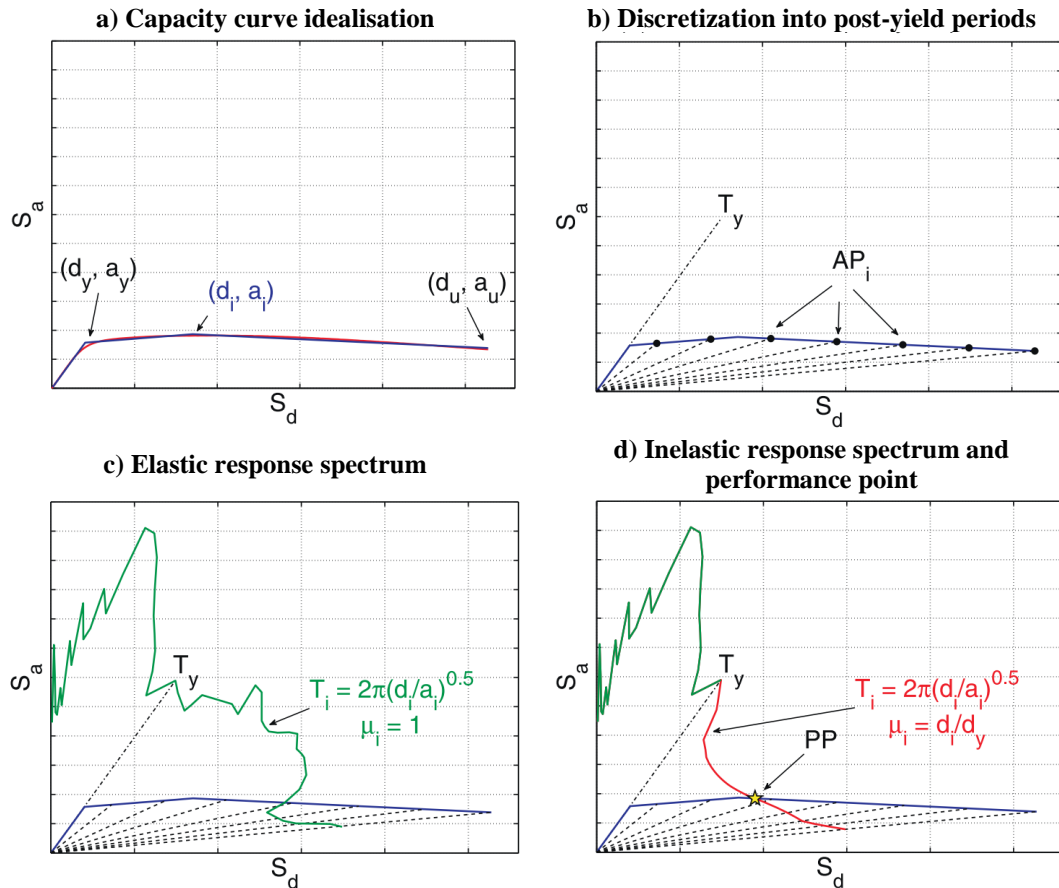 a) Capacity curve idealisation
S_a
(d_y, a_y)
(d_i, a_i)
(d_u, a_u)
S_d
b) Discretization into post-yield periods
T_y
AP_i
S_a
S_d
c) Elastic response spectrum
S_a
T_y
T_i = 2π(d_i/a_i)^0.5
μ_i = 1
S_d
d) Inelastic response spectrum and
performance point
S_a
T_y
T_i = 2π(d_i/a_i)^0.5
μ_i = d_i/d_y
PP
S_d